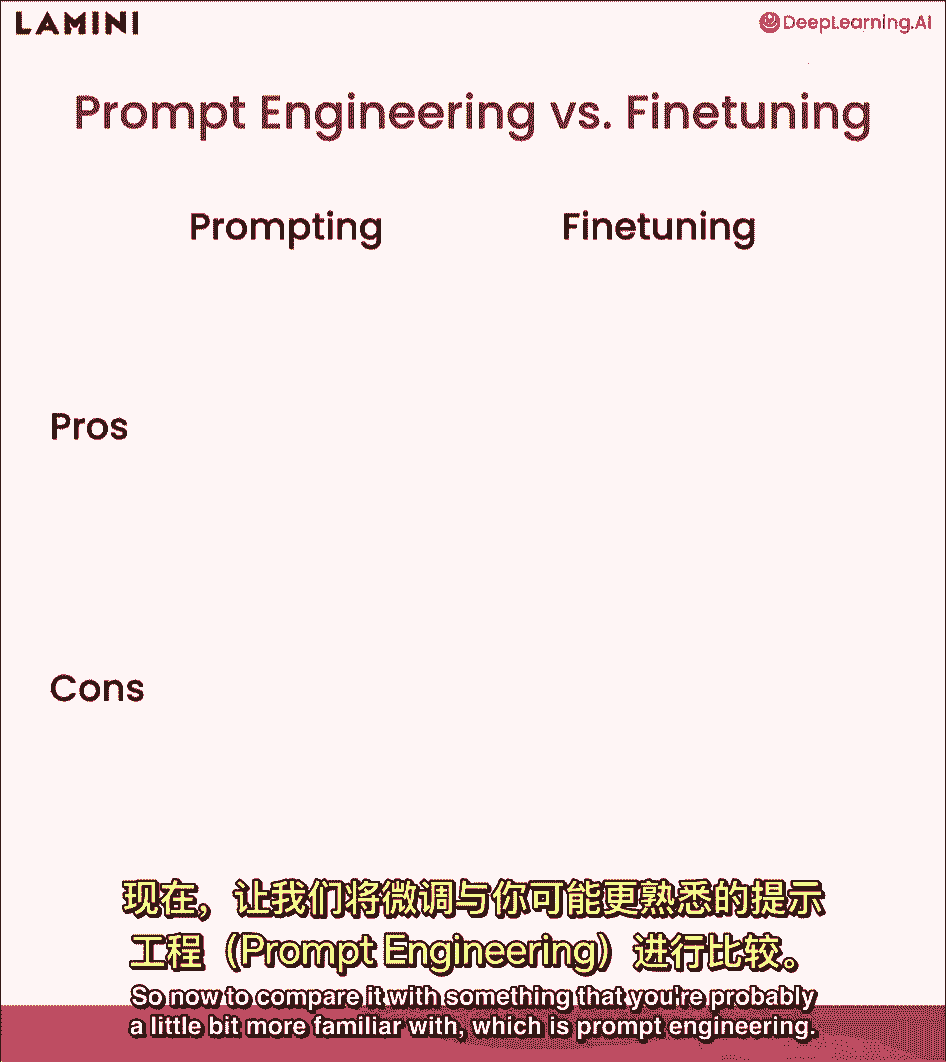 LAMINI
DeepLearning.AI
Prompt Engineering vs. Finetuning
Prompting
Finetuning
Pros
Cons
现在，让我们将微调与你可能更熟悉的提示
工程（Prompt Engineering）进行比较。
So now to compare it with something that you're probably
a little bit more familiar with, which is prompt engineering.